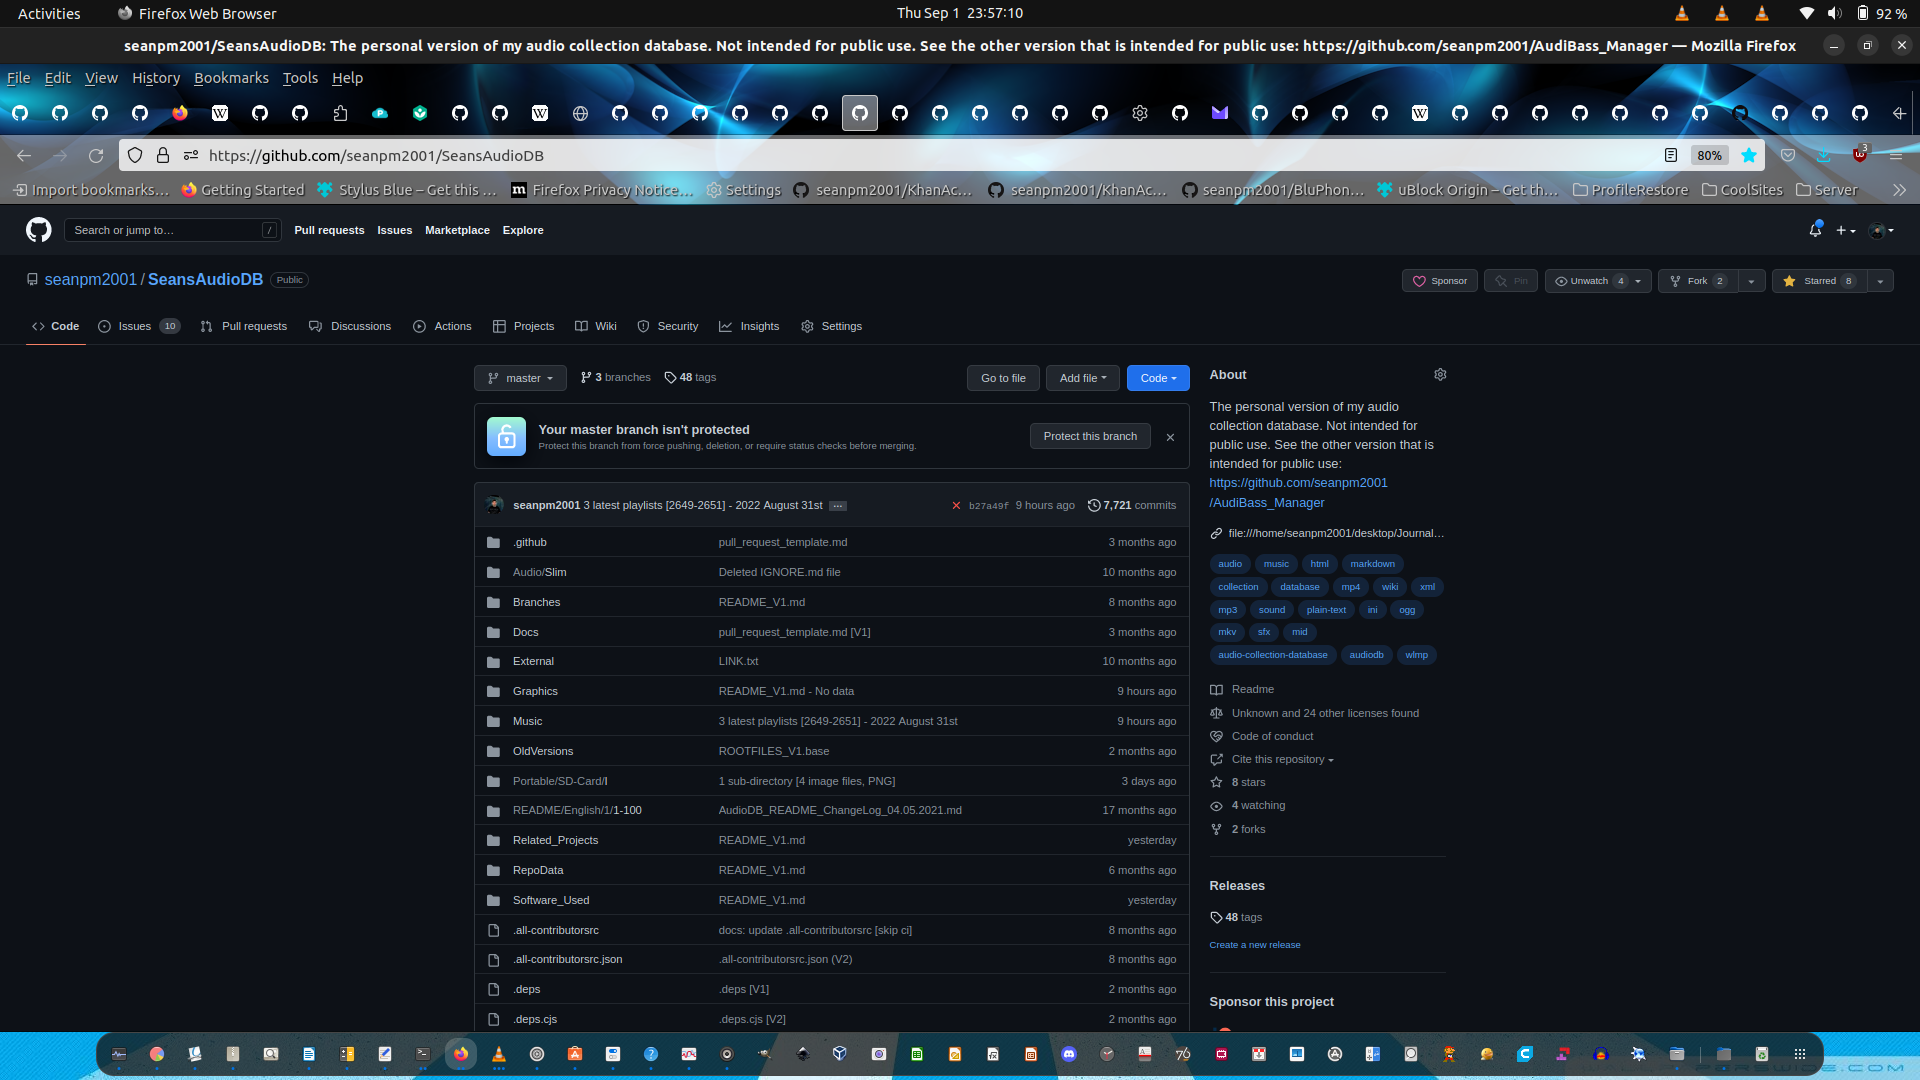 Activities
Firefox Web Browser
Thu Sep 1 23:57:10
92 %
seanpm2001/SeansAudioDB: The personal version of my audio collection database. Not intended for public use. See the other version that is intended for public use: https://github.com/seanpm2001/AudiBass_Manager — Mozilla Firefox
File Edit View History Bookmarks Tools Help
https://github.com/seanpm2001/SeansAudioDB
80%
3
Import bookmarks…
Getting Started
Stylus Blue – Get this …
Firefox Privacy Notice…
Settings
seanpm2001/KhanAc…
seanpm2001/KhanAc…
seanpm2001/BluPhon…
uBlock Origin – Get th…
ProfileRestore
CoolSites
Server
Search or jump to… /
Pull requests Issues Marketplace Explore
seanpm2001 / SeansAudioDB Public
Sponsor
Pin
Unwatch 4
Fork 2
Starred 8
Code
Issues 10
Pull requests
Discussions
Actions
Projects
Wiki
Security
Insights
Settings
master
3 branches
48 tags
Go to file
Add file
Code
Your master branch isn't protected
Protect this branch from force pushing, deletion, or require status checks before merging.
Protect this branch
seanpm2001 3 latest playlists [2649-2651] - 2022 August 31st …
b27a49f 9 hours ago 7,721 commits
.github pull_request_template.md 3 months ago
Audio/Slim Deleted IGNORE.md file 10 months ago
Branches README_V1.md 8 months ago
Docs pull_request_template.md [V1] 3 months ago
External LINK.txt 10 months ago
Graphics README_V1.md - No data 9 hours ago
Music 3 latest playlists [2649-2651] - 2022 August 31st 9 hours ago
OldVersions ROOTFILES_V1.base 2 months ago
Portable/SD-Card/I 1 sub-directory [4 image files, PNG] 3 days ago
README/English/1/1-100 AudioDB_README_ChangeLog_04.05.2021.md 17 months ago
Related_Projects README_V1.md yesterday
RepoData README_V1.md 6 months ago
Software_Used README_V1.md yesterday
.all-contributorsrc docs: update .all-contributorsrc [skip ci] 8 months ago
.all-contributorsrc.json .all-contributorsrc.json (V2) 8 months ago
.deps .deps [V1] 2 months ago
.deps.cjs .deps.cjs [V2] 2 months ago
About
The personal version of my audio
collection database. Not intended for
public use. See the other version that is
intended for public use:
https://github.com/seanpm2001
/AudiBass_Manager
file:///home/seanpm2001/desktop/Journal…
audio music html markdown
collection database mp4 wiki xml
mp3 sound plain-text ini ogg
mkv sfx mid
audio-collection-database audiodb wlmp
Readme
Unknown and 24 other licenses found
Code of conduct
Cite this repository
8 stars
4 watching
2 forks
Releases
48 tags
Create a new release
Sponsor this project